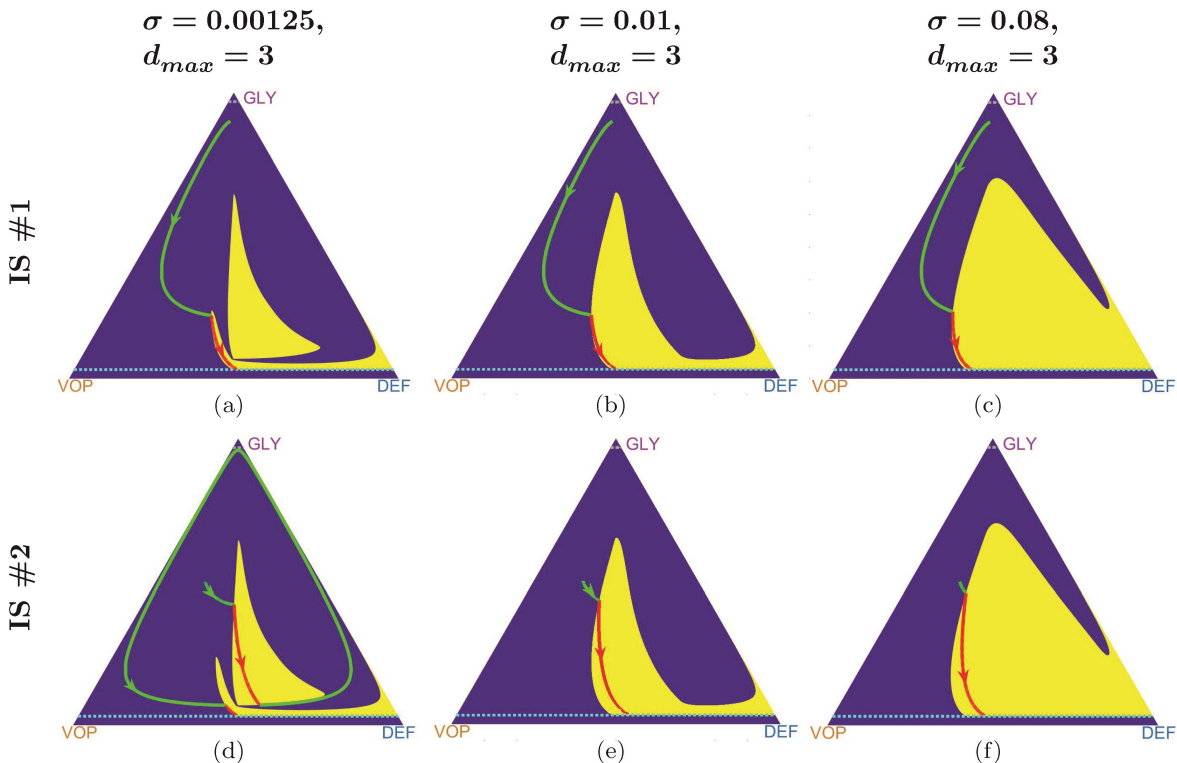 σ = 0.00125,
d_max = 3
σ = 0.01,
d_max = 3
σ = 0.08,
d_max = 3
IS #1
GLY
VOP
DEF
(a)
GLY
VOP
DEF
(b)
GLY
VOP
DEF
(c)
IS #2
GLY
VOP
DEF
(d)
GLY
VOP
DEF
(e)
GLY
VOP
DEF
(f)